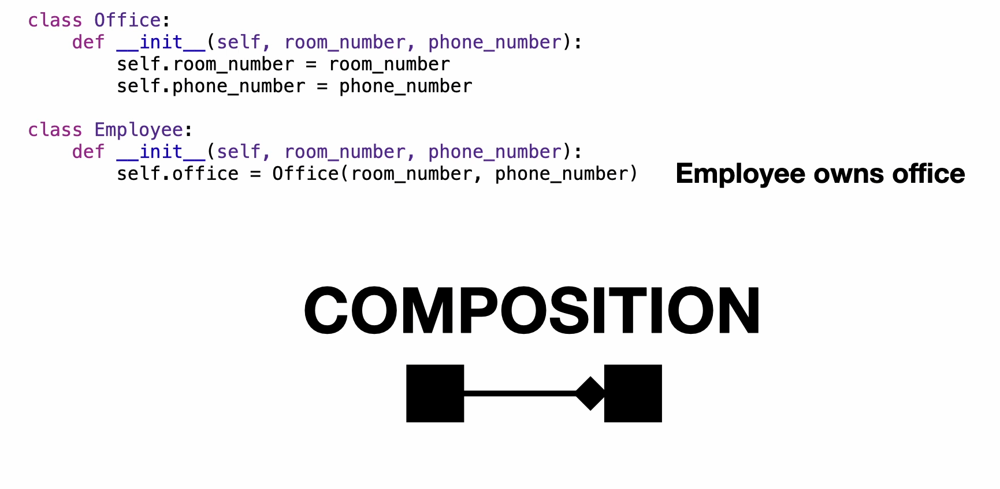 class Office:
    def __init__(self, room_number, phone_number):
        self.room_number = room_number
        self.phone_number = phone_number
class Employee:
    def __init__(self, room_number, phone_number):
        self.office = Office(room_number, phone_number)
Employee owns office
COMPOSITION